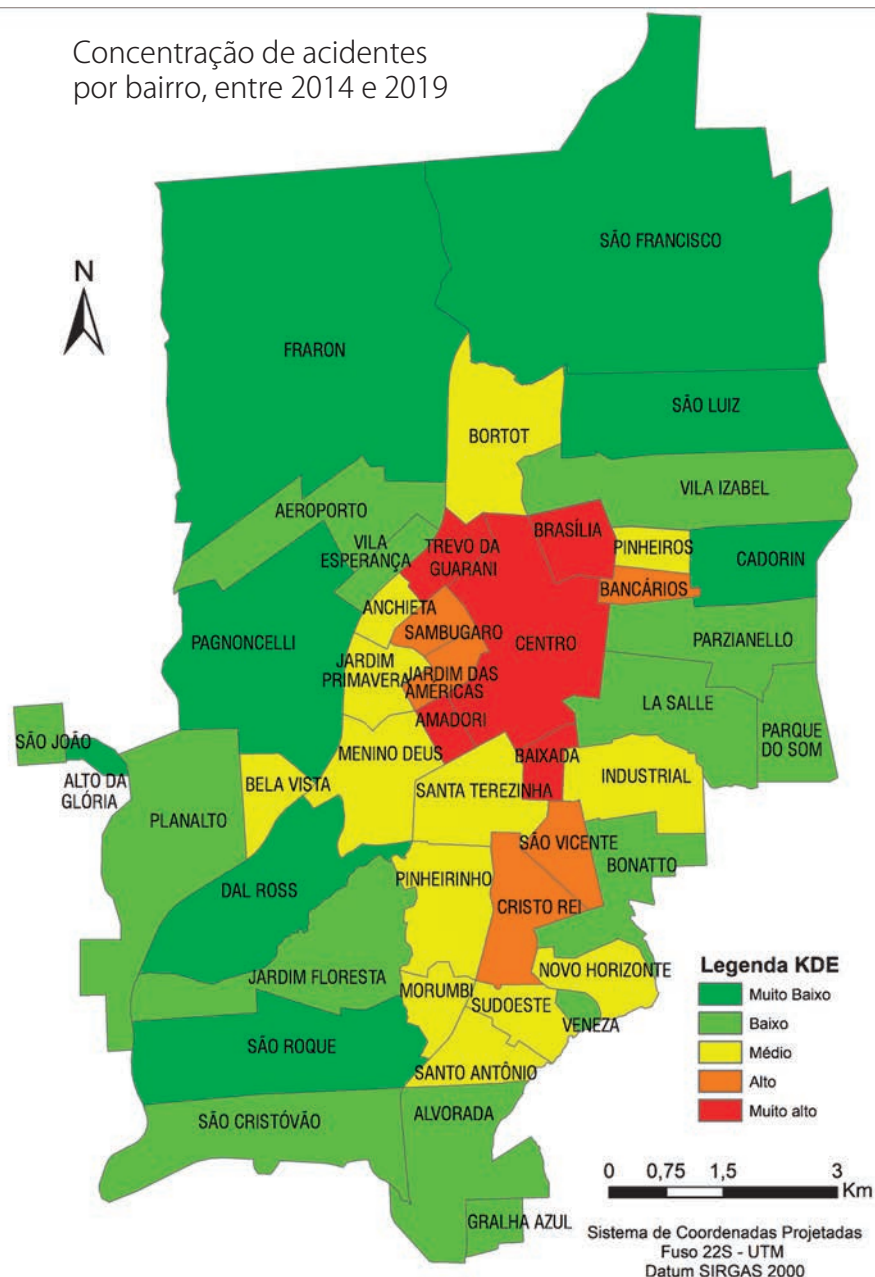 Concentração de acidentes
por bairro, entre 2014 e 2019
N
SÃO FRANCISCO
FRARON
SÃO LUIZ
BORTOT
VILA IZABEL
AEROPORTO
BRASÍLIA
VILA
ESPERANÇA
TREVO DA
GUARANI
PINHEIROS
CADORIN
BANCÁRIOS
ANCHIETA
SAMBUGARO
PAGNONCELLI
CENTRO
PARZIANELLO
JARDIM
PRIMAVERA
JARDIM DAS
AMÉRICAS
LA SALLE
AMADORI
PARQUE
DO SOM
SÃO JOÃO
MENINO DEUS
BAIXADA
ALTO DA
GLÓRIA
BELA VISTA
SANTA TEREZINHA
INDUSTRIAL
PLANALTO
SÃO VICENTE
BONATTO
DAL ROSS
PINHEIRINHO
CRISTO REI
JARDIM FLORESTA
NOVO HORIZONTE
MORUMBI
SUDOESTE
VENEZA
SÃO ROQUE
SANTO ANTÔNIO
SÃO CRISTÓVÃO
ALVORADA
GRALHA AZUL
Legenda KDE
Muito Baixo
Baixo
Médio
Alto
Muito alto
0 0,75 1,5 3
Km
Sistema de Coordenadas Projetadas
Fuso 22S - UTM
Datum SIRGAS 2000